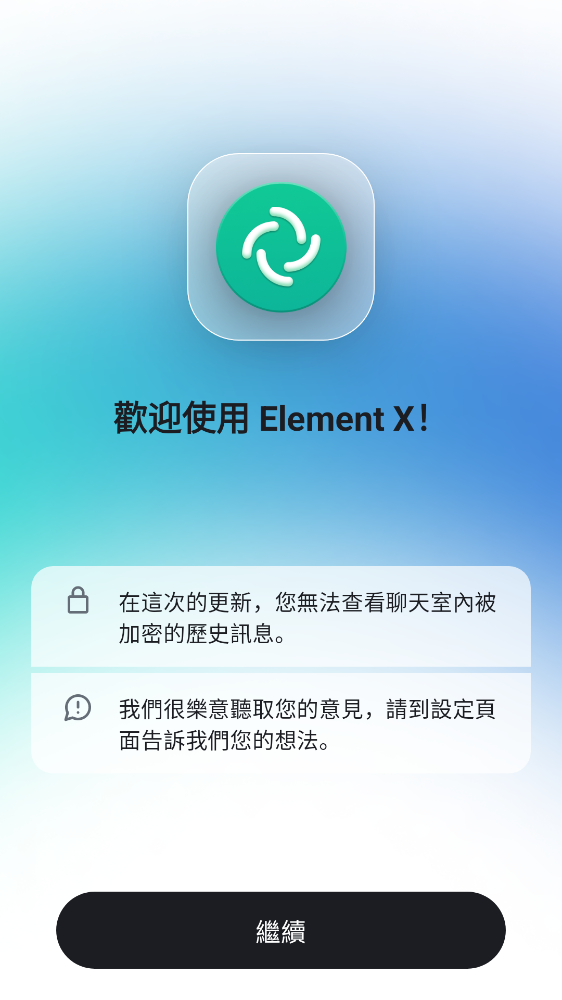 歡迎使用 Element X！
在這次的更新，您無法查看聊天室內被
加密的歷史訊息。
我們很樂意聽取您的意見，請到設定頁
面告訴我們您的想法。
繼續